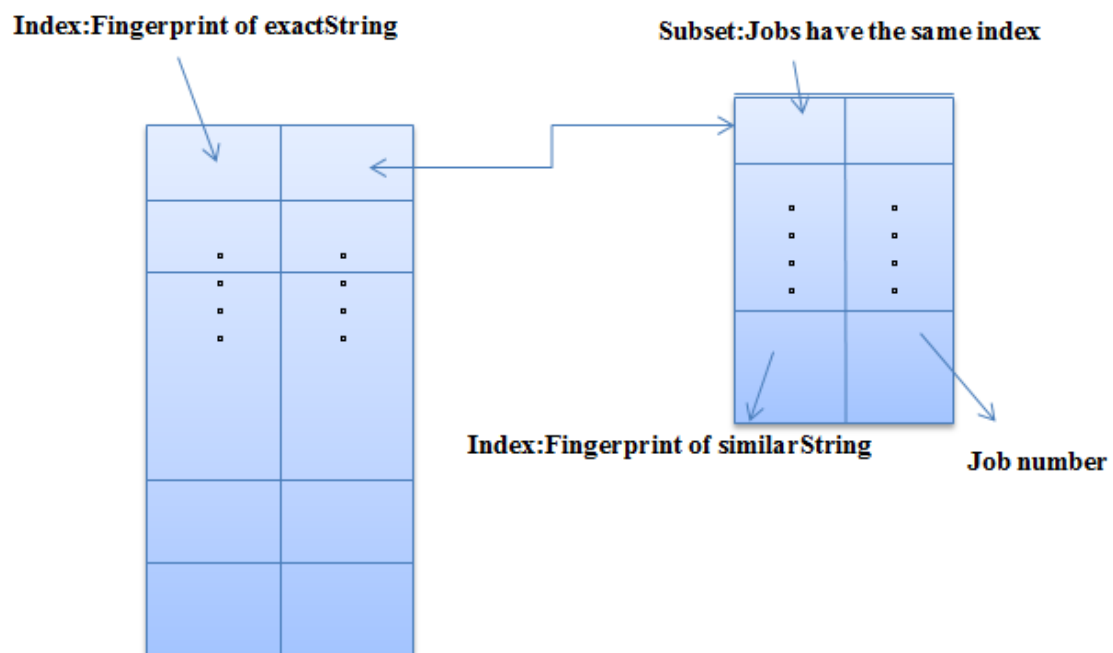 Index:Fingerprint of exactString
Subset:Jobs have the same index
Index:Fingerprint of similarString
Job number